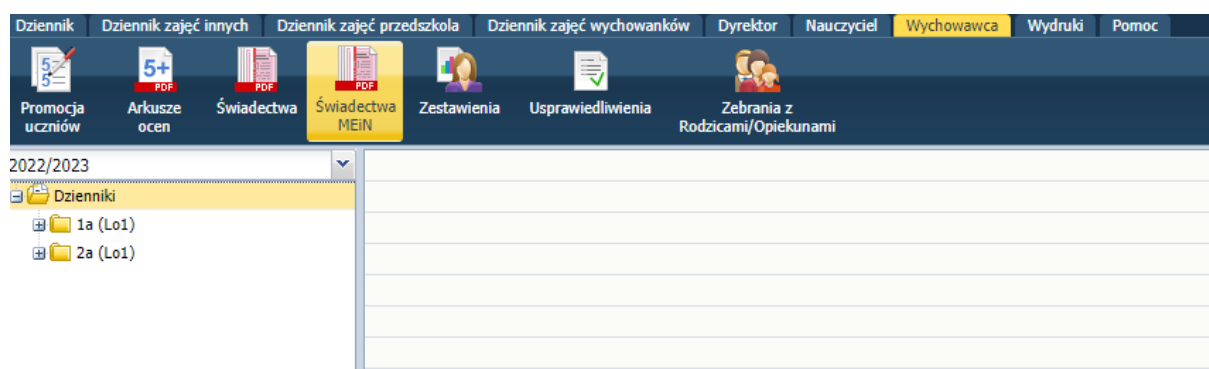 Dziennik Dziennik zajęć innych Dziennik zajęć przedszkola Dziennik zajęć wychowanków Dyrektor Nauczyciel Wychowawca Wydruki Pomoc
5
5
5+
PDF
PDF
PDF
Promocja uczniów
Arkusze ocen
Świadectwa
Świadectwa MEiN
Zestawienia
Usprawiedliwienia
Zebrania z Rodzicami/Opiekunami
2022/2023
Dzienniki
1a (Lo1)
2a (Lo1)